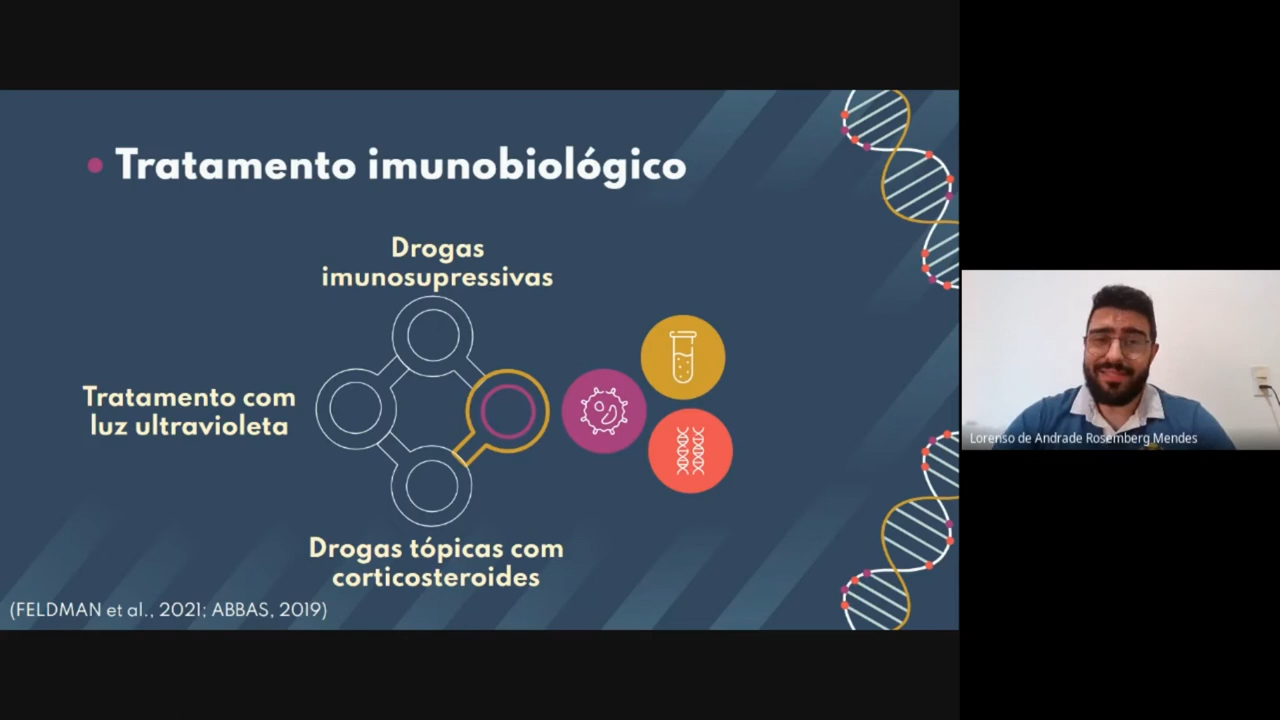 Tratamento imunobiológico
Drogas
imunosupressivas
Tratamento com
luz ultravioleta
Drogas tópicas com
corticosteroides
(FELDMAN et al., 2021; ABBAS, 2019)
Lorenso de Andrade Rosemberg Mendes